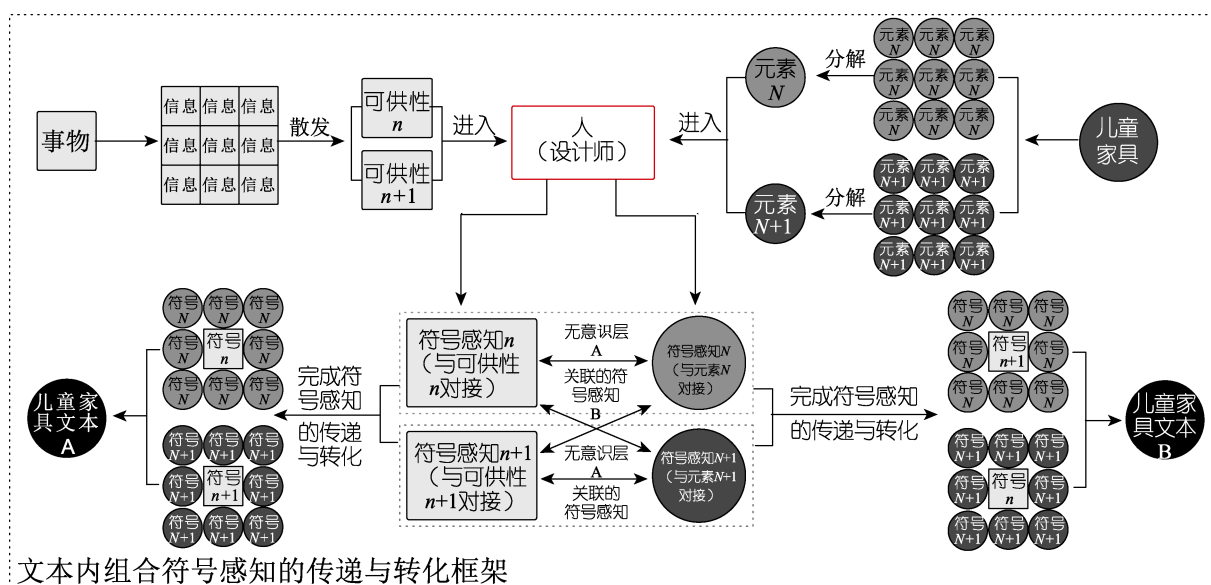 事物
信息 信息 信息
信息 信息 信息
信息 信息 信息
散发
可供性
n
可供性
n+1
进入
人
（设计师）
进入
元素
N
元素
N+1
分解
分解
元素 元素 元素
N N N
元素 元素 元素
N N N
元素 元素 元素
N N N
元素 元素 元素
N+1 N+1 N+1
元素 元素 元素
N+1 N+1 N+1
元素 元素 元素
N+1 N+1 N+1
儿童
家具
儿童家
具文本
A
符号 符号 符号
N N N
符号 符号 符号
N n N
符号 符号 符号
N N N
符号 符号 符号
N+1 N+1 N+1
符号 符号 符号
N+1 n+1 N+1
符号 符号 符号
N+1 N+1 N+1
完成符
号感知
的传递
与转化
符号感知n
（与可供性
n对接）
符号感知n+1
（与可供性
n+1对接）
无意识层
A
关联的符
号感知
B
无意识层
A
关联的
符号感知
符号感知N
（与元素N
对接）
符号感知N+1
（与元素N+1
对接）
完成符号感知
的传递与转化
符号 符号 符号
N N N
符号 符号 符号
N n+1 N
符号 符号 符号
N N N
符号 符号 符号
N+1 N+1 N+1
符号 符号 符号
N+1 n N+1
符号 符号 符号
N+1 N+1 N+1
儿童家
具文本
B
文本内组合符号感知的传递与转化框架